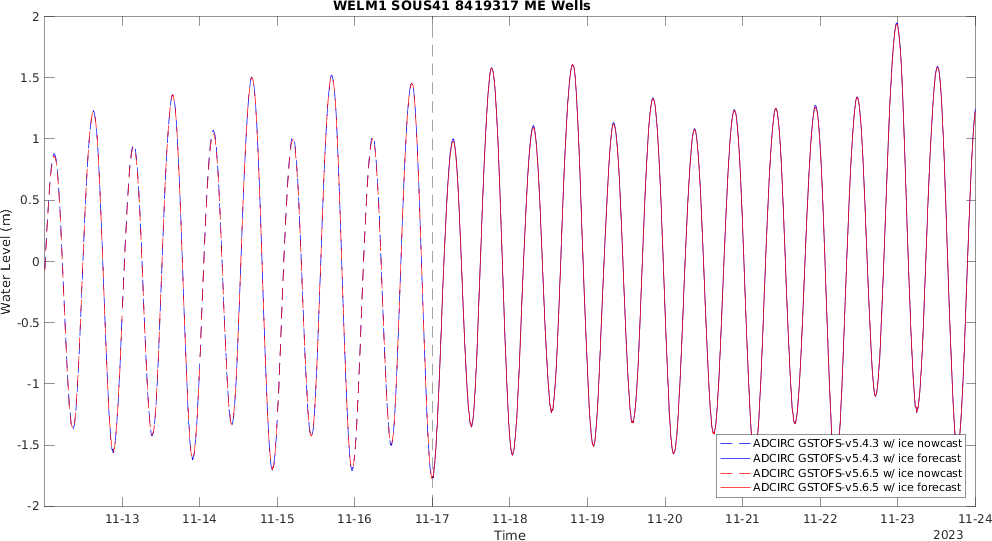 WELM1 SOUS41 8419317 ME Wells
2
1.5
1
0.5
0
-0.5
-1
-1.5
-2
Water Level (m)
ADCIRC GSTOFS-v5.4.3 w/ ice nowcast
ADCIRC GSTOFS-v5.4.3 w/ ice forecast
ADCIRC GSTOFS-v5.6.5 w/ ice nowcast
ADCIRC GSTOFS-v5.6.5 w/ ice forecast
11-13 11-14 11-15 11-16 11-17 11-18 11-19 11-20 11-21 11-22 11-23 11-24
Time
2023